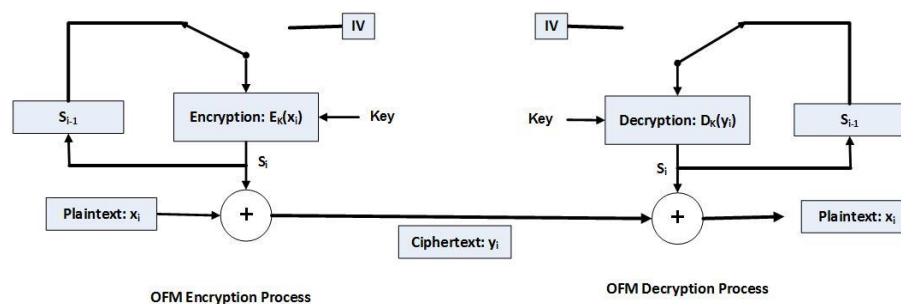 IV
IV
Encryption: Eₖ(xᵢ)
Key
Sᵢ₋₁
Sᵢ
Plaintext: xᵢ
+
Key
Decryption: Dₖ(yᵢ)
Sᵢ₋₁
Sᵢ
+
Plaintext: xᵢ
Ciphertext: yᵢ
OFM Encryption Process
OFM Decryption Process